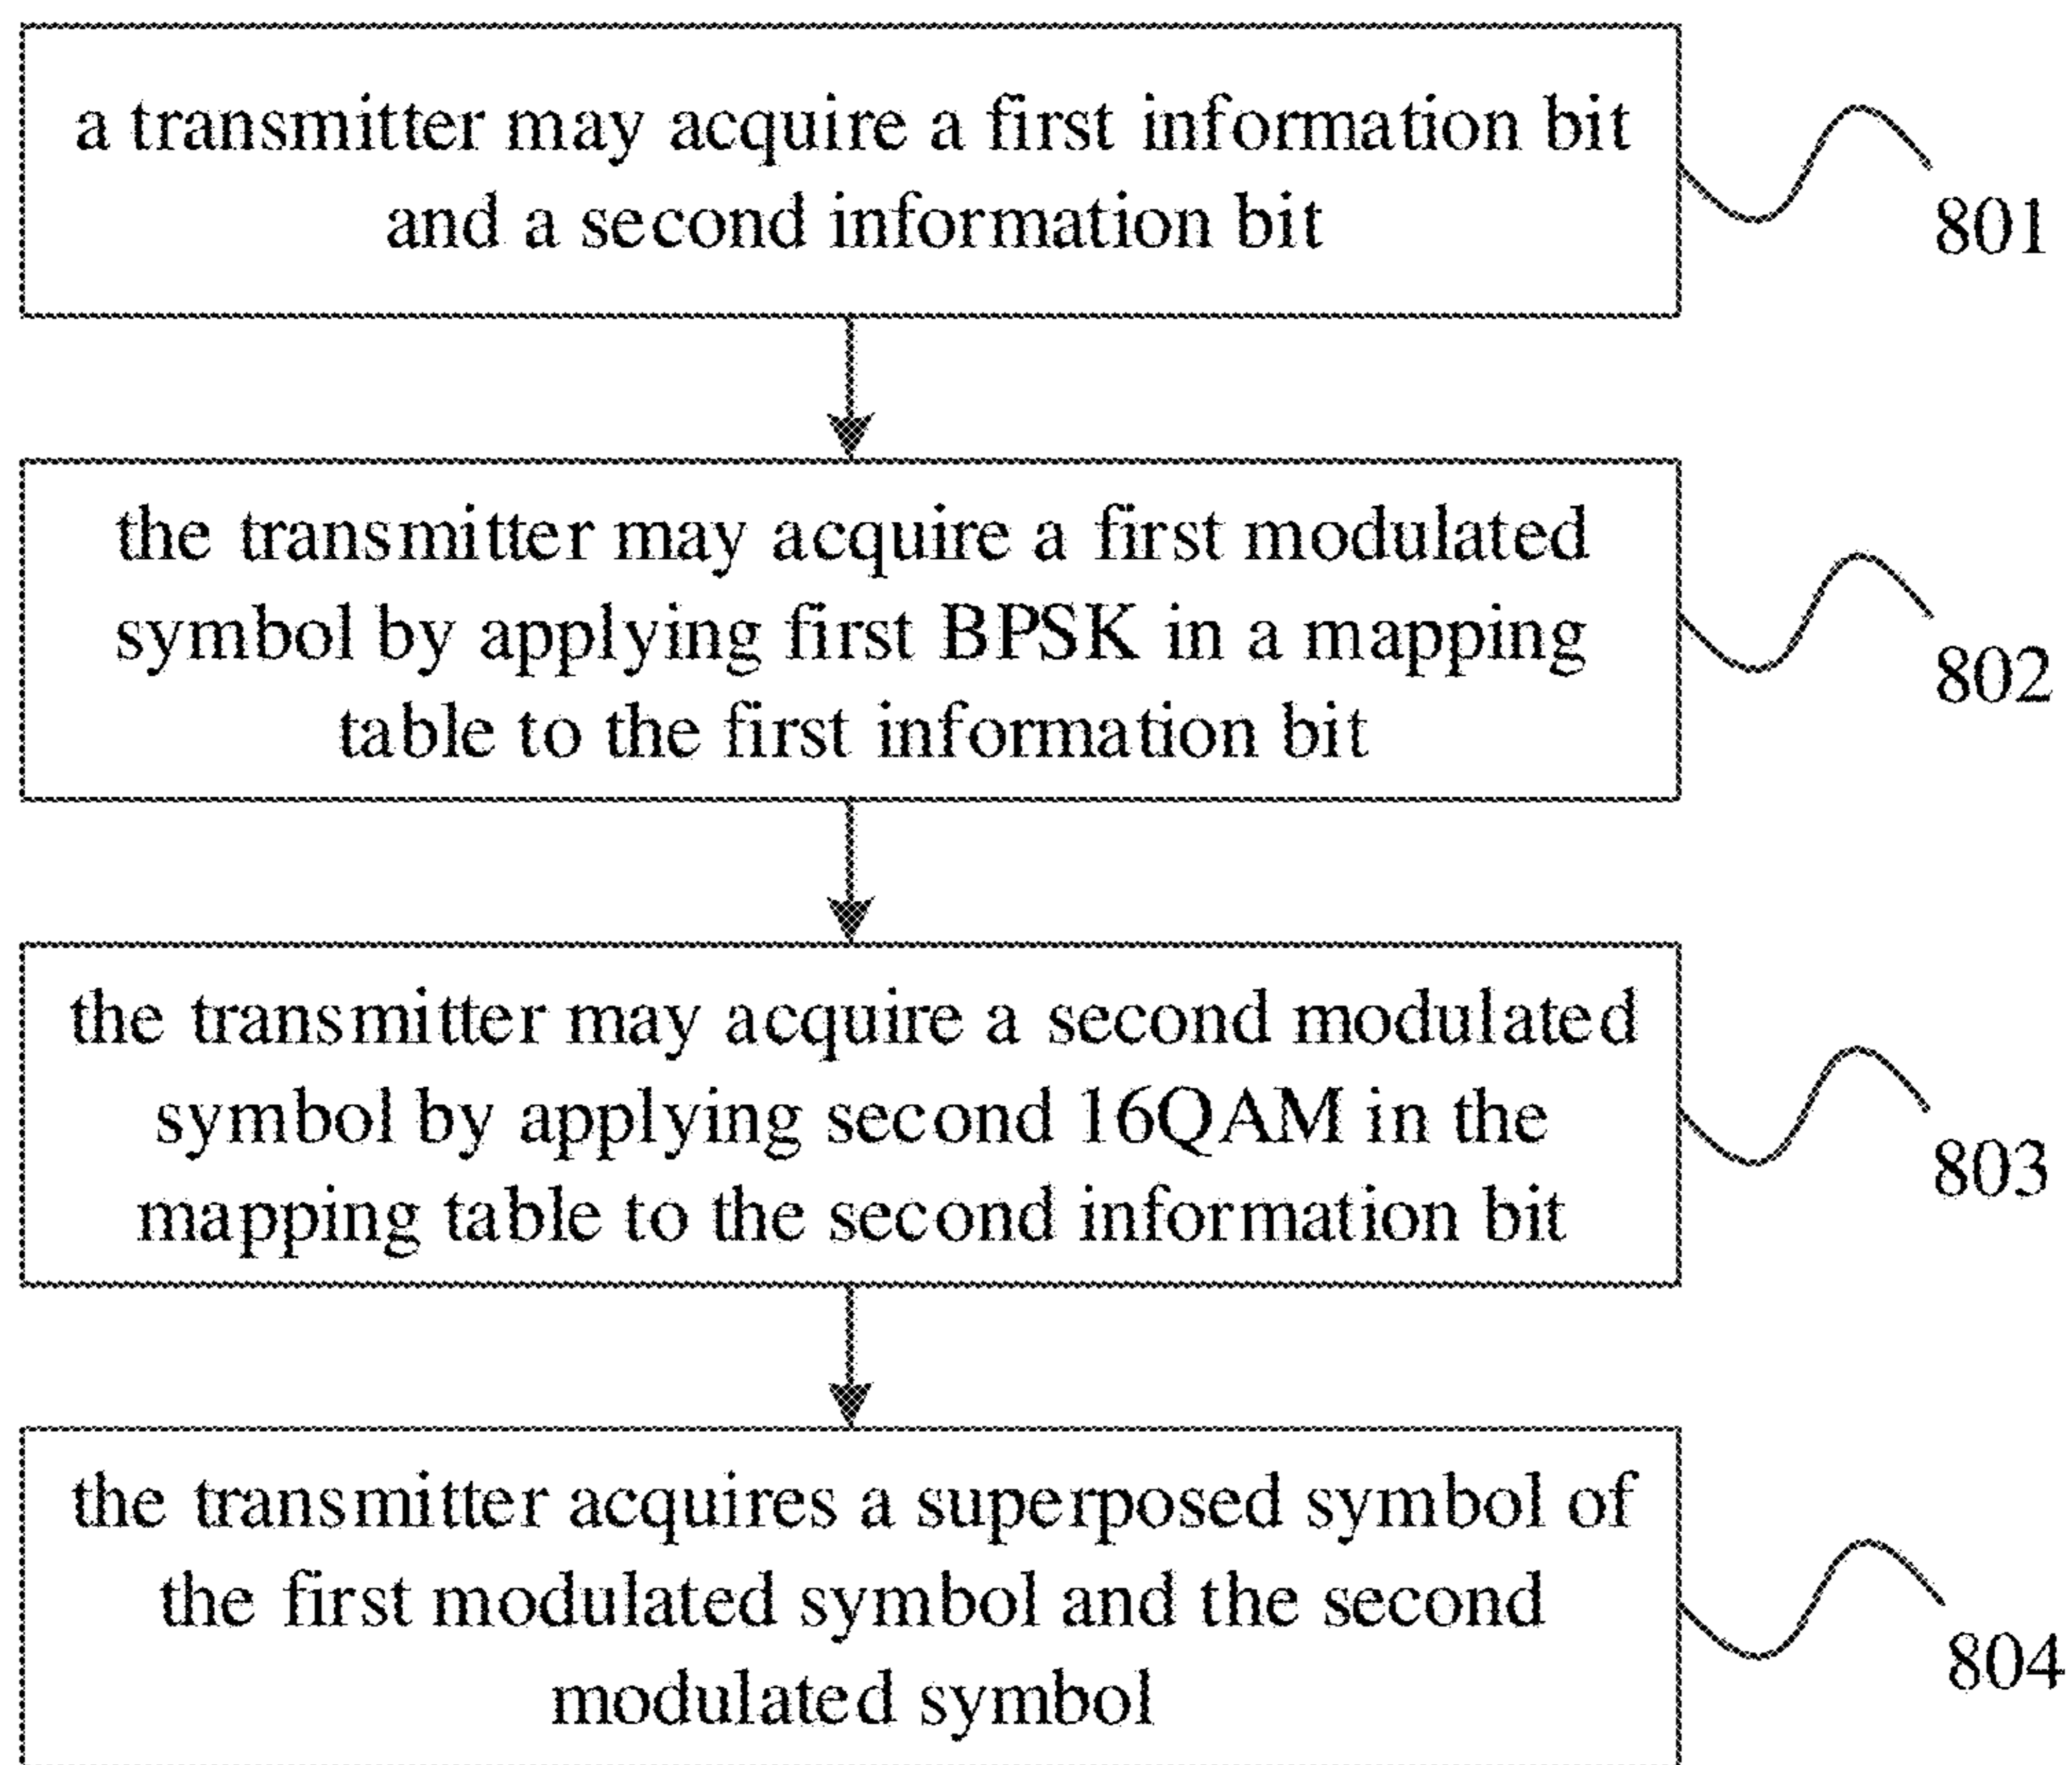 a transmitter may acquire a first information bit
and a second information bit
801
the transmitter may acquire a first modulated
symbol by applying first BPSK in a mapping
table to the first information bit
802
the transmitter may acquire a second modulated
symbol by applying second 16QAM in the
mapping table to the second information bit
803
the transmitter acquires a superposed symbol of
the first modulated symbol and the second
modulated symbol
804